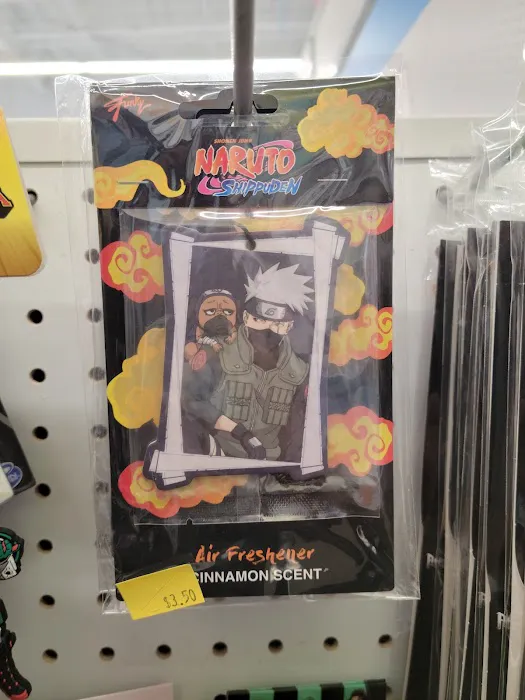 SHONEN JUMP
NARUTO
SHIPPUDEN
Air Freshener
CINNAMON SCENT
$3.50